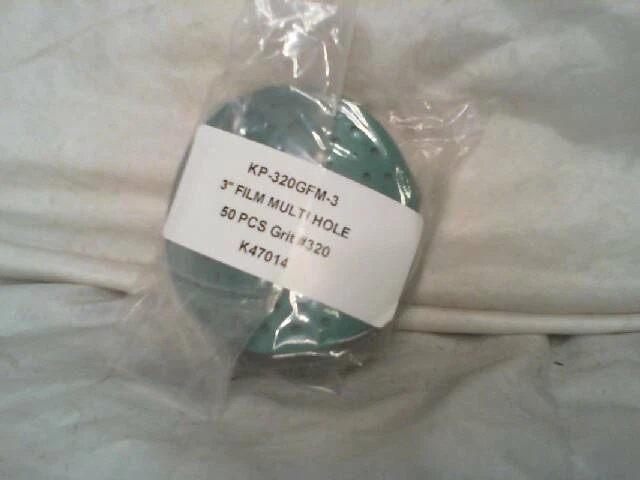 KP-320GFM-3
3" FILM MULTI HOLE
50 PCS Grit #320
K47014